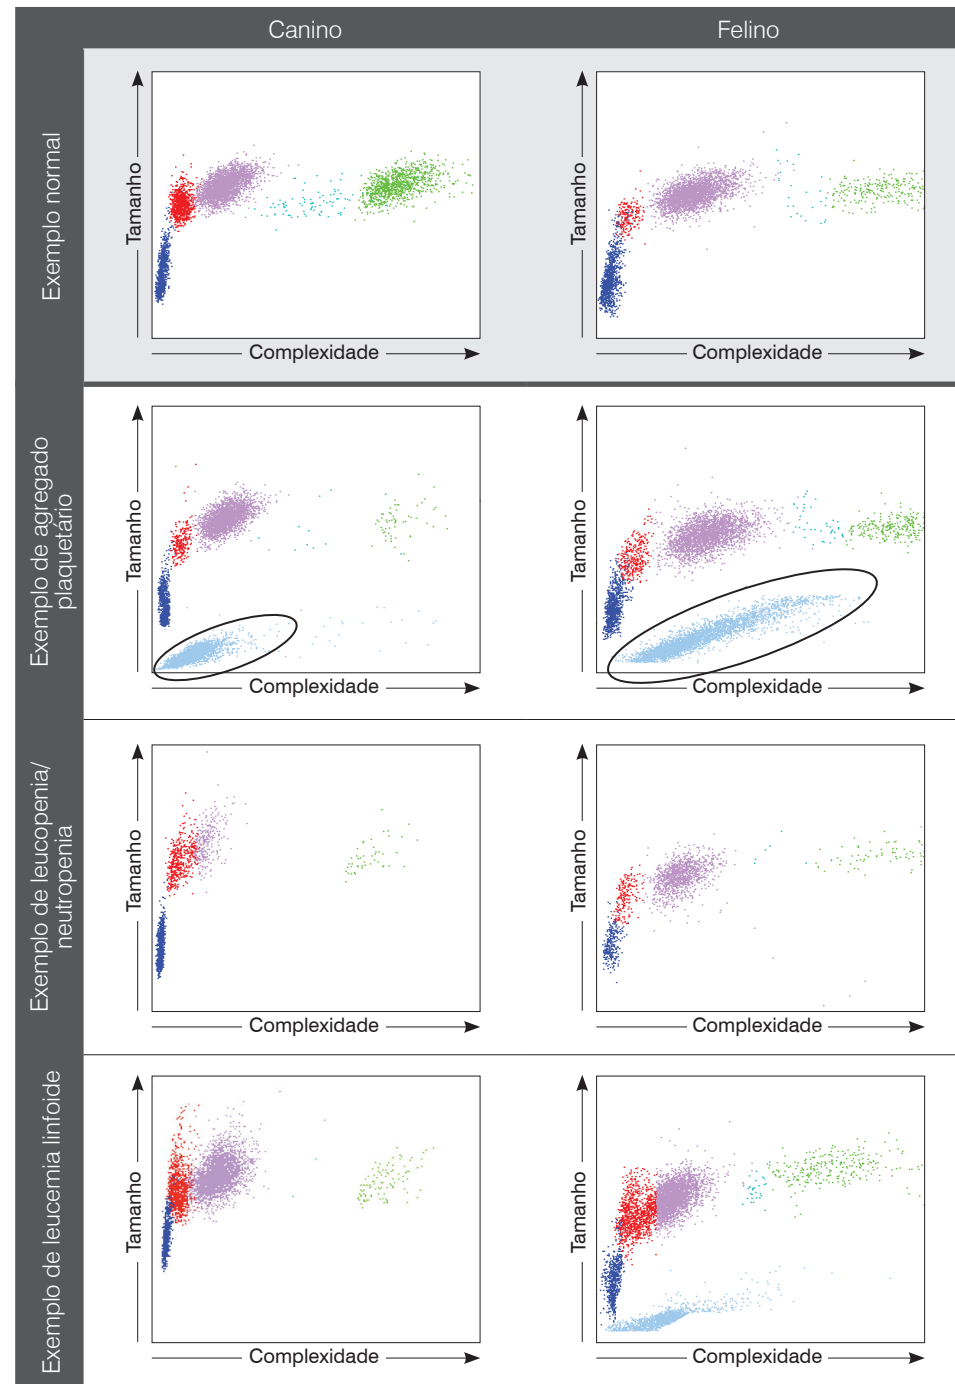 Canino
Felino
Exemplo normal
Tamanho
Complexidade
Tamanho
Complexidade
Exemplo de agregado
plaquetário
Tamanho
Complexidade
Tamanho
Complexidade
Exemplo de leucopenia/
neutropenia
Tamanho
Complexidade
Tamanho
Complexidade
Exemplo de leucemia linfoide
Tamanho
Complexidade
Tamanho
Complexidade